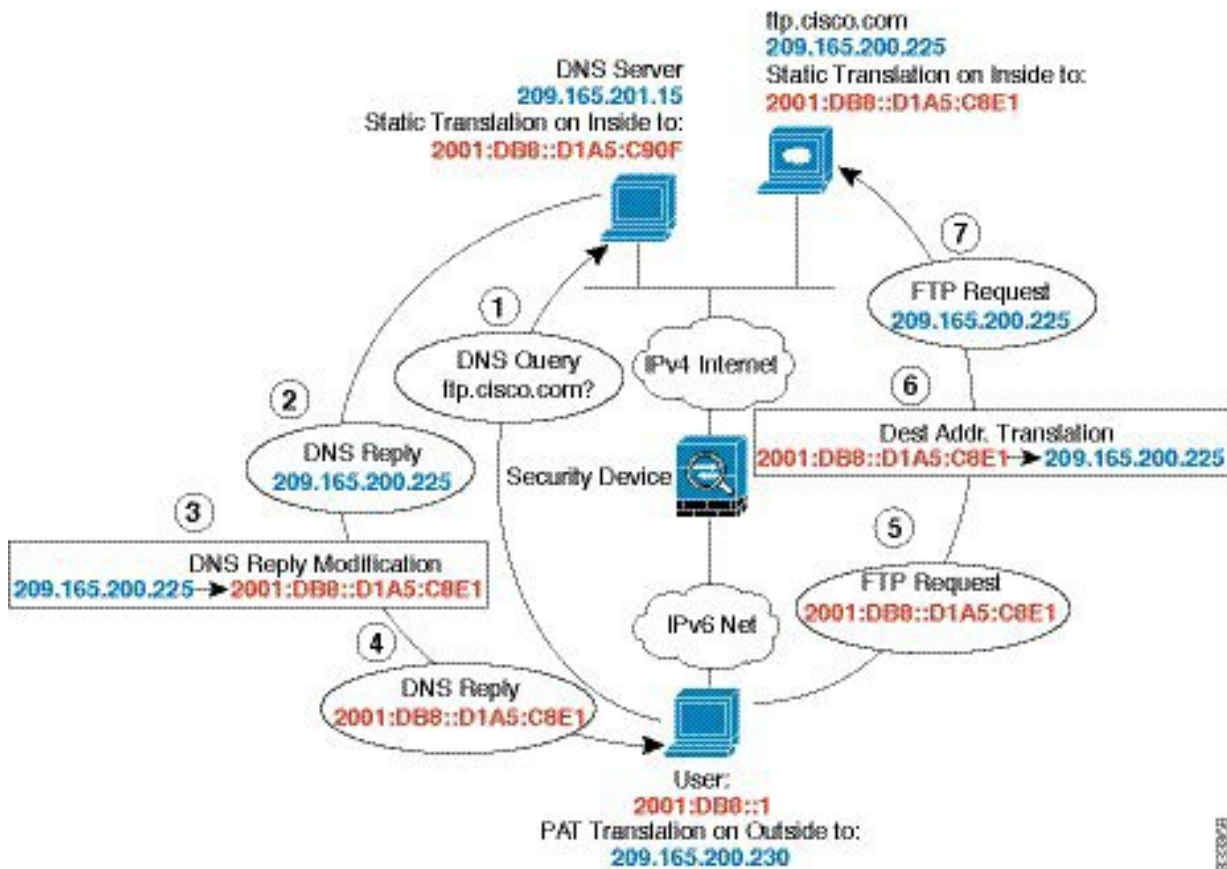 ftp.cisco.com
209.165.200.225
Static Translation on Inside to:
2001:DB8::D1A5:C8E1
DNS Server
209.165.201.15
Static Translation on Inside to:
2001:DB8::D1A5:C90F
7
FTP Request
209.165.200.225
1
DNS Query
ftp.cisco.com?
IPv4 Internet
2
DNS Reply
209.165.200.225
6
Dest Addr. Translation
2001:DB8::D1A5:C8E1 → 209.165.200.225
Security Device
3
DNS Reply Modification
209.165.200.225 → 2001:DB8::D1A5:C8E1
5
FTP Request
2001:DB8::D1A5:C8E1
IPv6 Net
4
DNS Reply
2001:DB8::D1A5:C8E1
User:
2001:DB8::1
PAT Translation on Outside to:
209.165.200.230